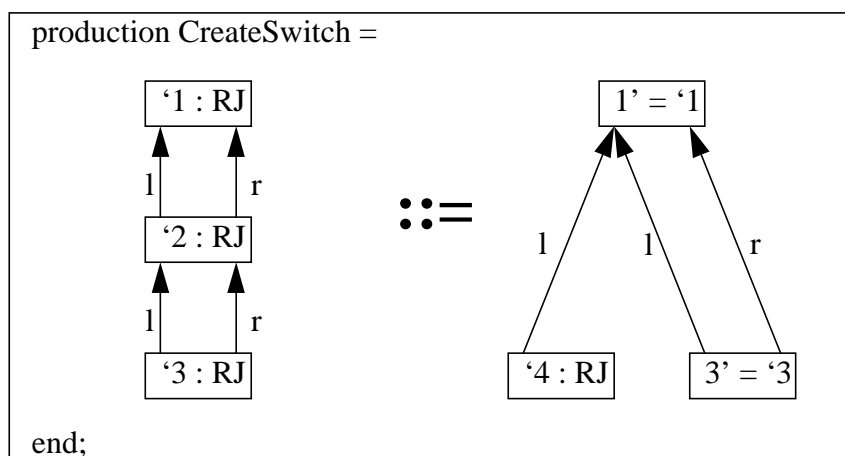 production CreateSwitch =
‘1 : RJ
1’ = ‘1
l
r
‘2 : RJ
::=
l
l
r
l
r
‘3 : RJ
‘4 : RJ
3’ = ‘3
end;